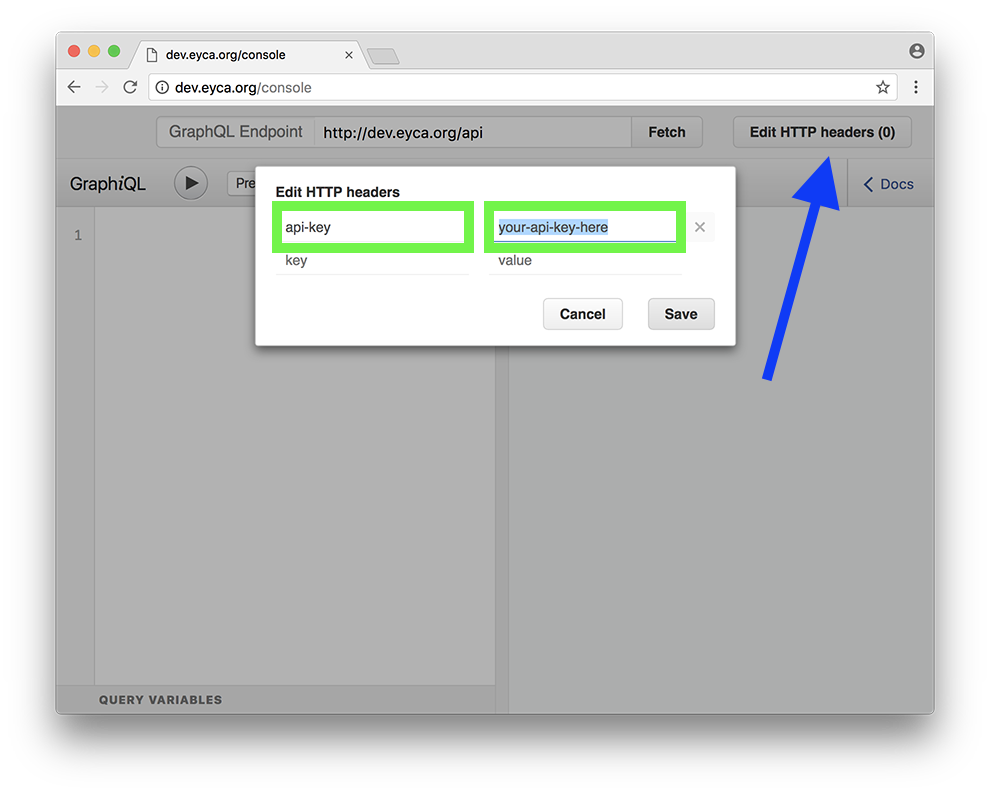 dev.eyca.org/console
dev.eyca.org/console
GraphQL Endpoint http://dev.eyca.org/api Fetch Edit HTTP headers (0)
GraphiQL Pre Docs
Edit HTTP headers
api-key your-api-key-here
key value
Cancel Save
1
QUERY VARIABLES